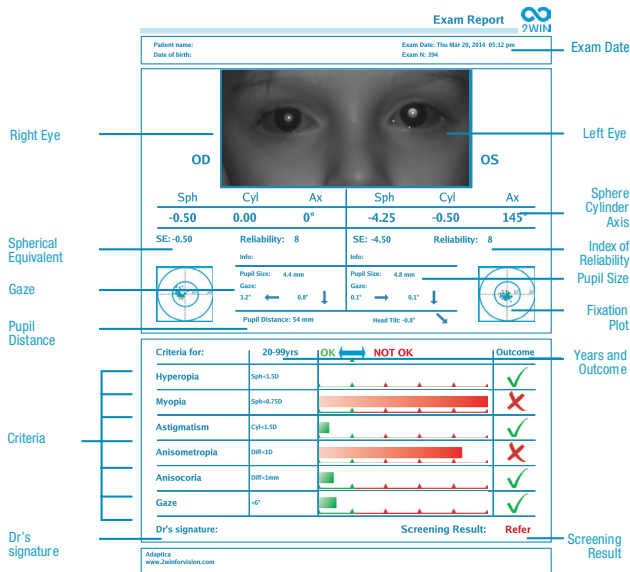 Exam Report
2WIN
Patient name:
Date of birth:
Exam Date: Thu Mar 20, 2014 05:12 pm
Exam N: 394
Exam Date
Right Eye
Left Eye
OD
OS
Sph Cyl Ax Sph Cyl Ax
-0.50 0.00 0° -4.25 -0.50 145°
Sphere
Cylinder
Axis
SE: -0.50 Reliability: 8 SE: -4.50 Reliability: 8
Info: Info:
Spherical
Equivalent
Index of
Reliability
Pupil Size: 4.4 mm Pupil Size: 4.8 mm
Gaze: Gaze:
3.2° 0.8° 0.1° 0.1°
Pupil Size
Gaze
Pupil Distance: 54 mm Head Tilt: -0.8°
Fixation
Plot
Pupil
Distance
Criteria for: 20-99yrs OK NOT OK Outcome
Years and
Outcome
Hyperopia Sph<1.5D
Myopia Sph<0.75D
Astigmatism Cyl<1.5D
Anisometropia Diff<1D
Anisocoria Diff<1mm
Gaze <6°
Criteria
Dr's signature: Screening Result: Refer
Dr's
signature
Screening
Result
Adaptica
www.2winforvision.com